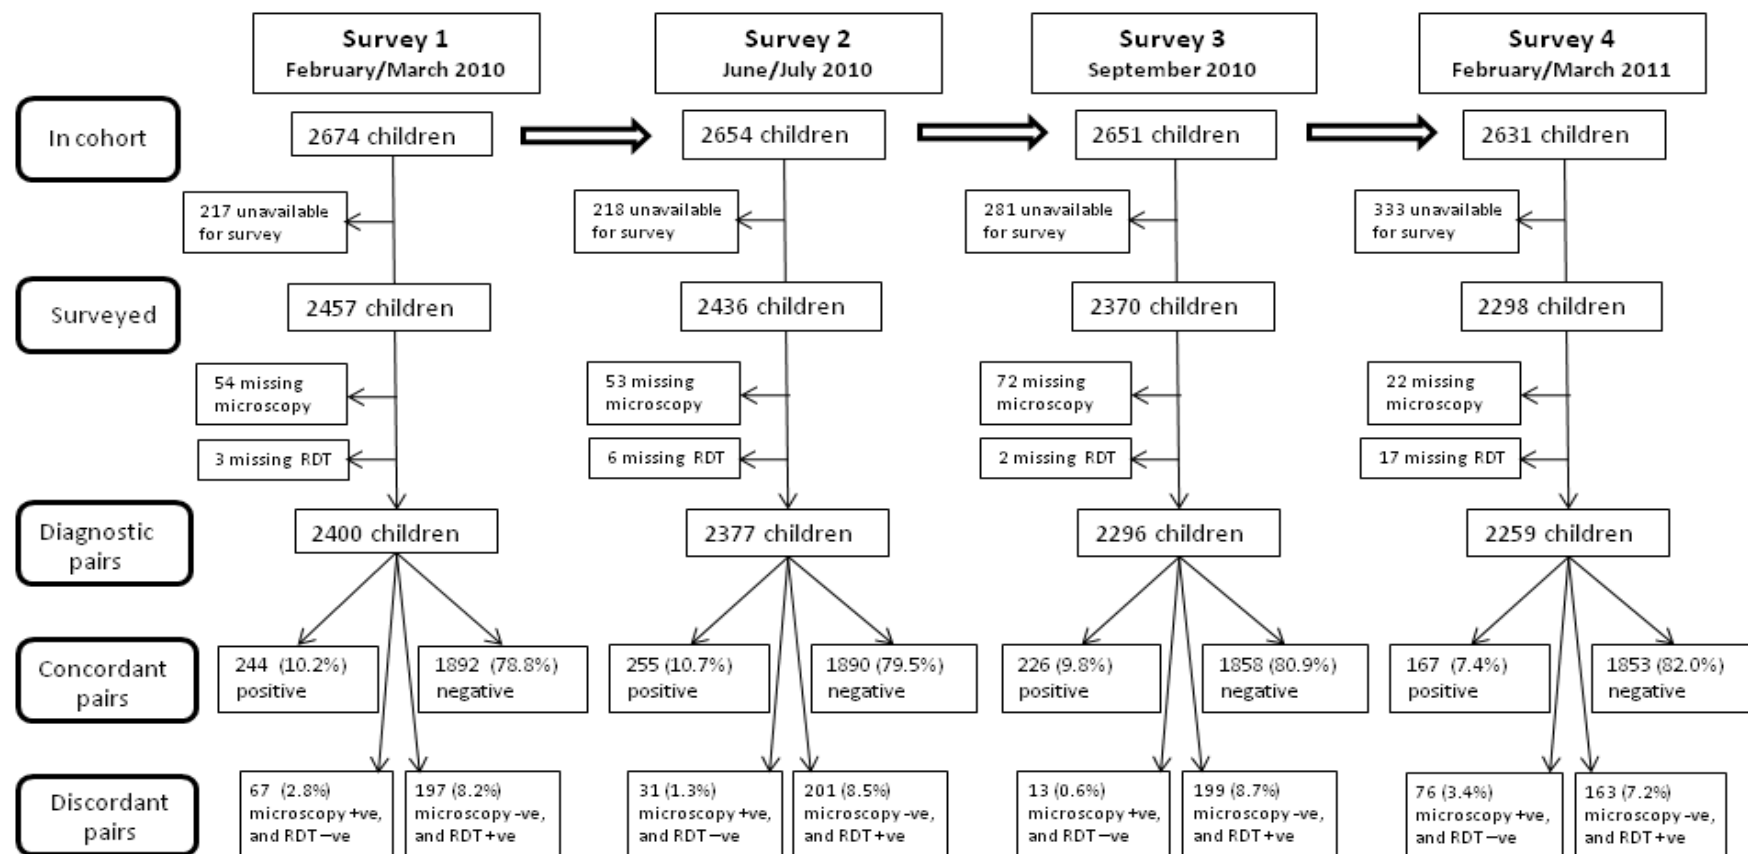 Survey 1
February/March 2010
Survey 2
June/July 2010
Survey 3
September 2010
Survey 4
February/March 2011
In cohort
2674 children
2654 children
2651 children
2631 children
217 unavailable
for survey
218 unavailable
for survey
281 unavailable
for survey
333 unavailable
for survey
Surveyed
2457 children
2436 children
2370 children
2298 children
54 missing
microscopy
53 missing
microscopy
72 missing
microscopy
22 missing
microscopy
3 missing RDT
6 missing RDT
2 missing RDT
17 missing RDT
Diagnostic
pairs
2400 children
2377 children
2296 children
2259 children
Concordant
pairs
244 (10.2%)
positive
1892 (78.8%)
negative
255 (10.7%)
positive
1890 (79.5%)
negative
226 (9.8%)
positive
1858 (80.9%)
negative
167 (7.4%)
positive
1853 (82.0%)
negative
Discordant
pairs
67 (2.8%)
microscopy +ve,
and RDT –ve
197 (8.2%)
microscopy -ve,
and RDT +ve
31 (1.3%)
microscopy +ve,
and RDT –ve
201 (8.5%)
microscopy -ve,
and RDT +ve
13 (0.6%)
microscopy +ve,
and RDT –ve
199 (8.7%)
microscopy -ve,
and RDT +ve
76 (3.4%)
microscopy +ve,
and RDT –ve
163 (7.2%)
microscopy -ve,
and RDT +ve